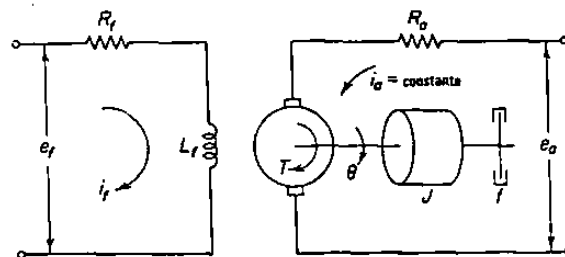 R_f
R_a
i_a = constante
e_f
i_f
L_f
T
θ
J
f
e_a